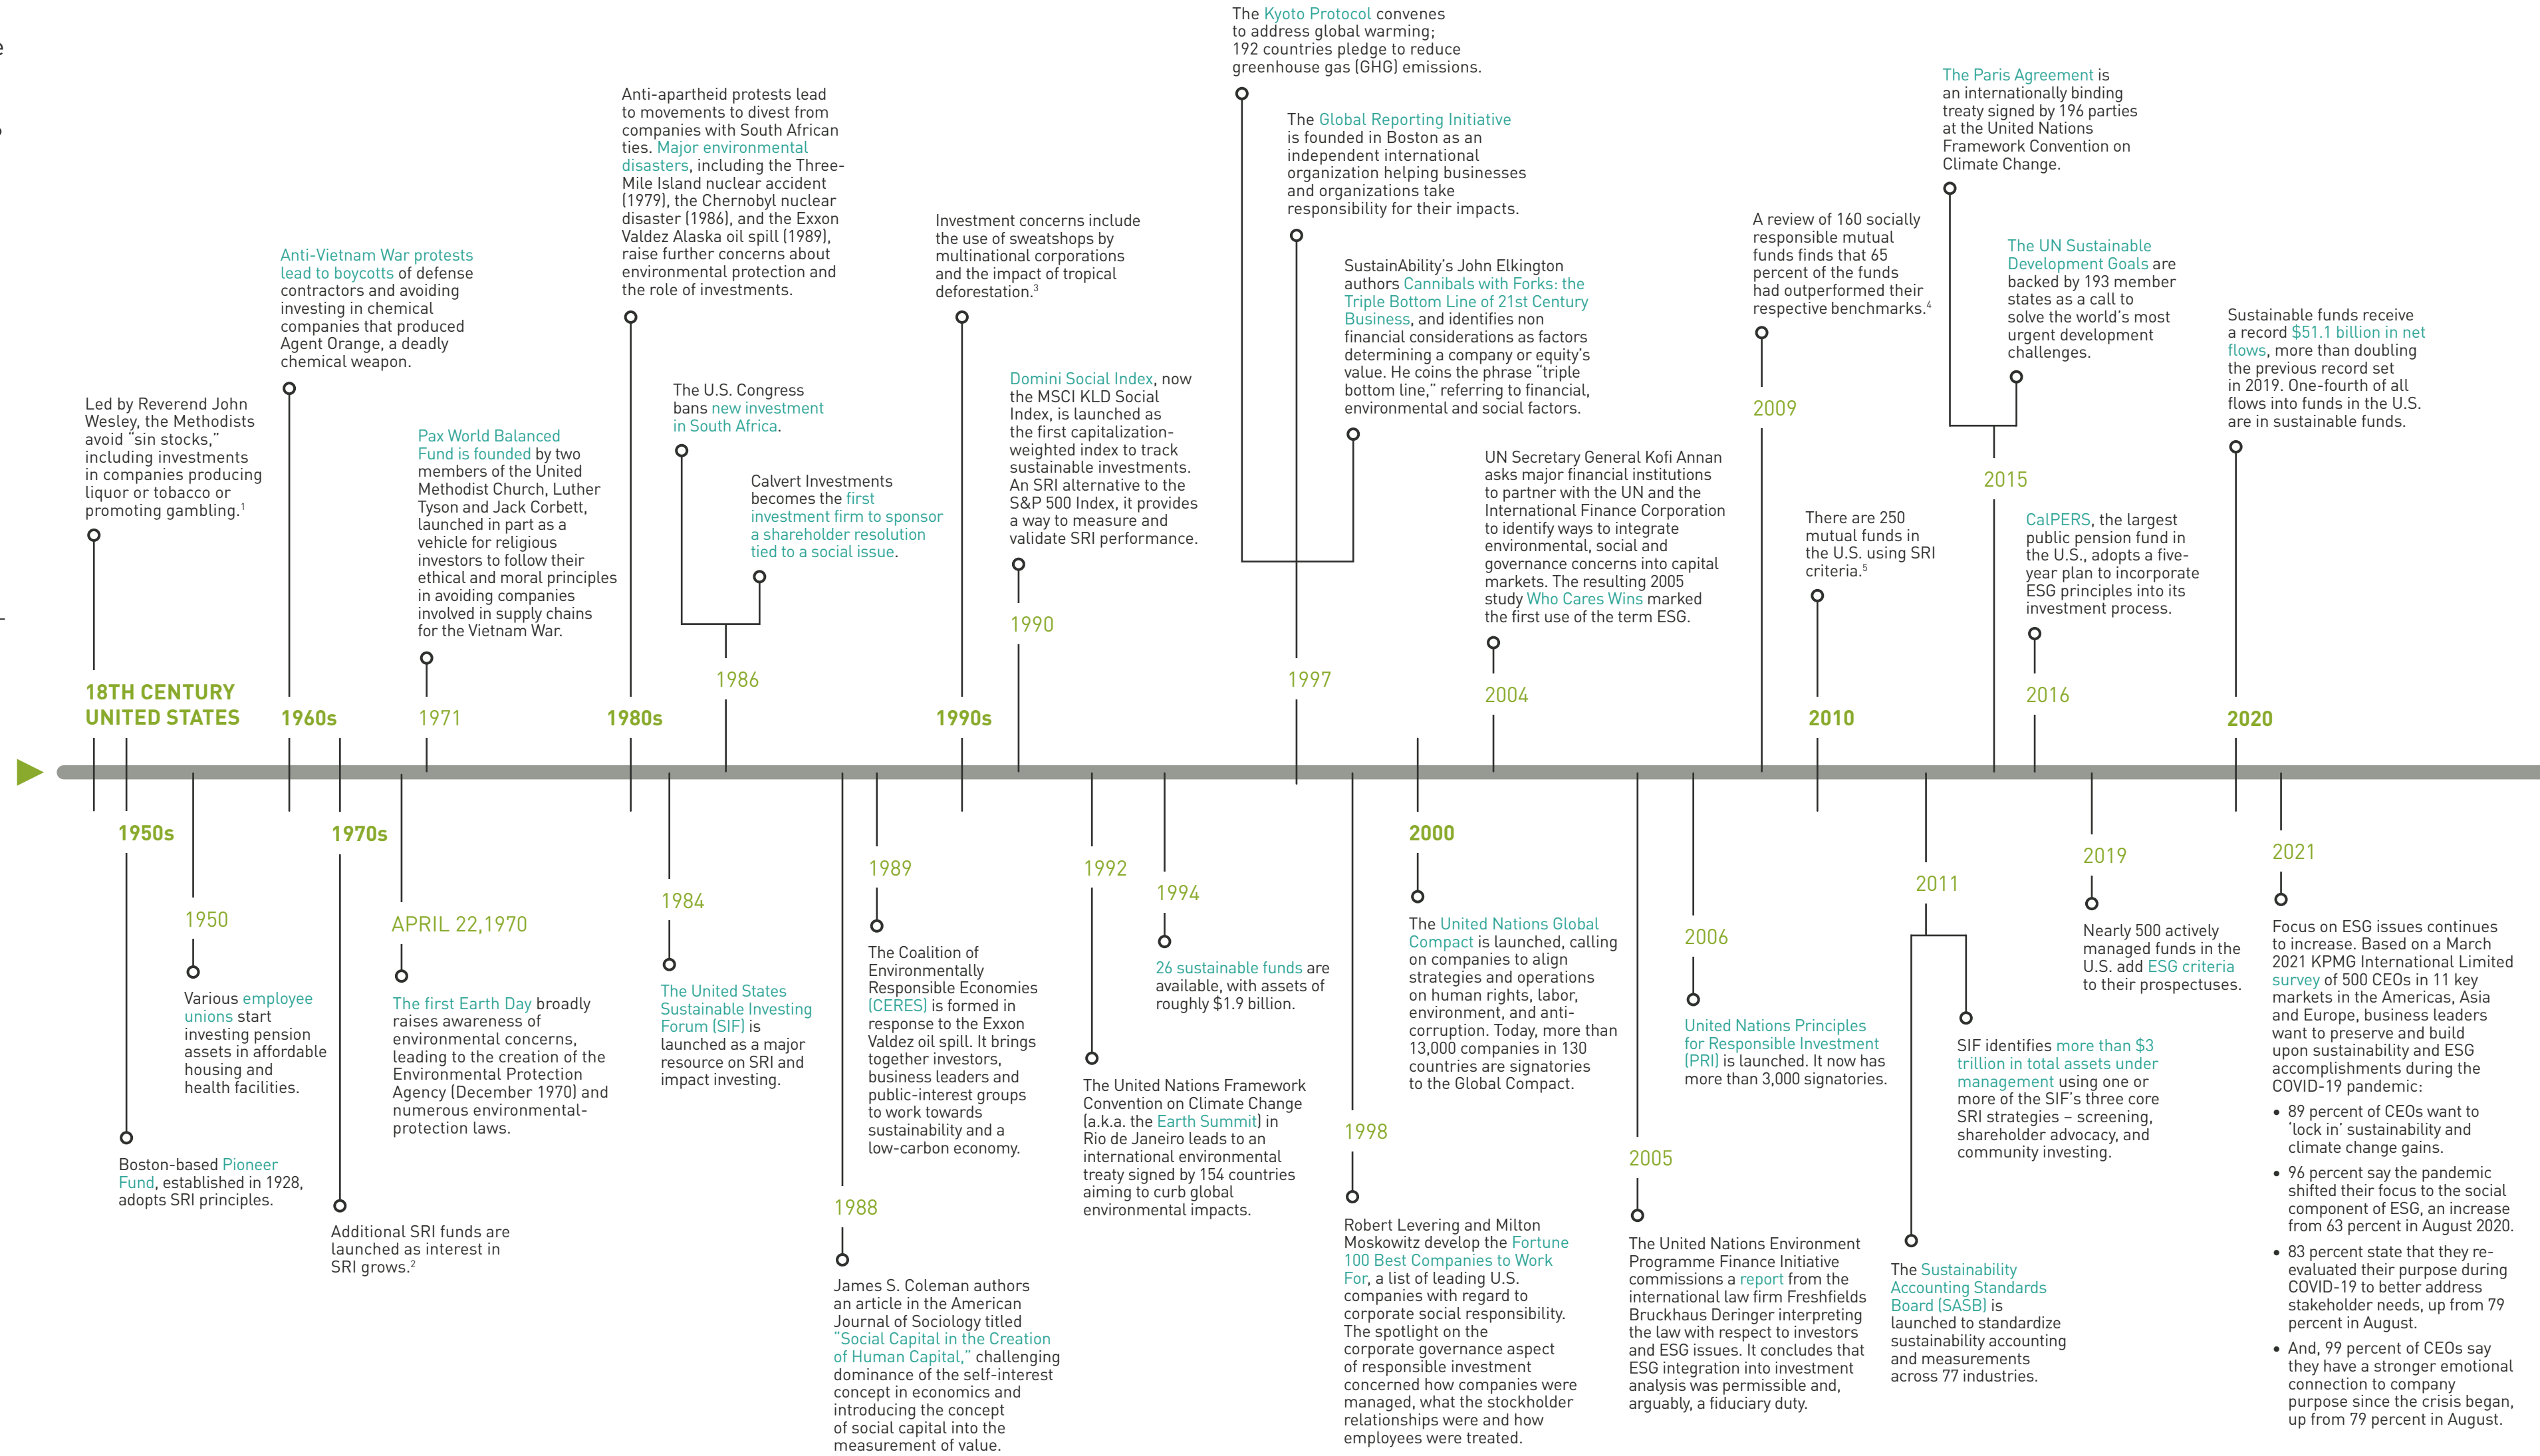 e
Led by Reverend John
Wesley, the Methodists
avoid “sin stocks,”
including investments
in companies producing
liquor or tobacco or
promoting gambling.1
18TH CENTURY
UNITED STATES
1950s
Boston-based Pioneer
Fund, established in 1928,
adopts SRI principles.
1950
Various employee
unions start
investing pension
assets in affordable
housing and
health facilities.
Anti-Vietnam War protests
lead to boycotts of defense
contractors and avoiding
investing in chemical
companies that produced
Agent Orange, a deadly
chemical weapon.
1960s
1970s
Additional SRI funds are
launched as interest in
SRI grows.2
APRIL 22,1970
The first Earth Day broadly
raises awareness of
environmental concerns,
leading to the creation of the
Environmental Protection
Agency (December 1970) and
numerous environmental-
protection laws.
Pax World Balanced
Fund is founded by two
members of the United
Methodist Church, Luther
Tyson and Jack Corbett,
launched in part as a
vehicle for religious
investors to follow their
ethical and moral principles
in avoiding companies
involved in supply chains
for the Vietnam War.
1971
Anti-apartheid protests lead
to movements to divest from
companies with South African
ties. Major environmental
disasters, including the Three-
Mile Island nuclear accident
(1979), the Chernobyl nuclear
disaster (1986), and the Exxon
Valdez Alaska oil spill (1989),
raise further concerns about
environmental protection and
the role of investments.
1980s
1984
The United States
Sustainable Investing
Forum (SIF) is
launched as a major
resource on SRI and
impact investing.
The U.S. Congress
bans new investment
in South Africa.
Calvert Investments
becomes the first
investment firm to sponsor
a shareholder resolution
tied to a social issue.
1986
1988
James S. Coleman authors
an article in the American
Journal of Sociology titled
“Social Capital in the Creation
of Human Capital,” challenging
dominance of the self-interest
concept in economics and
introducing the concept
of social capital into the
measurement of value.
1989
The Coalition of
Environmentally
Responsible Economies
(CERES) is formed in
response to the Exxon
Valdez oil spill. It brings
together investors,
business leaders and
public-interest groups
to work towards
sustainability and a
low-carbon economy.
Investment concerns include
the use of sweatshops by
multinational corporations
and the impact of tropical
deforestation.3
1990s
Domini Social Index, now
the MSCI KLD Social
Index, is launched as
the first capitalization-
weighted index to track
sustainable investments.
An SRI alternative to the
S&P 500 Index, it provides
a way to measure and
validate SRI performance.
1990
1992
The United Nations Framework
Convention on Climate Change
(a.k.a. the Earth Summit) in
Rio de Janeiro leads to an
international environmental
treaty signed by 154 countries
aiming to curb global
environmental impacts.
1994
26 sustainable funds are
available, with assets of
roughly $1.9 billion.
The Kyoto Protocol convenes
to address global warming;
192 countries pledge to reduce
greenhouse gas (GHG) emissions.
The Global Reporting Initiative
is founded in Boston as an
independent international
organization helping businesses
and organizations take
responsibility for their impacts.
SustainAbility’s John Elkington
authors Cannibals with Forks: the
Triple Bottom Line of 21st Century
Business, and identifies non
financial considerations as factors
determining a company or equity’s
value. He coins the phrase “triple
bottom line,” referring to financial,
environmental and social factors.
1997
1998
Robert Levering and Milton
Moskowitz develop the Fortune
100 Best Companies to Work
For, a list of leading U.S.
companies with regard to
corporate social responsibility.
The spotlight on the
corporate governance aspect
of responsible investment
concerned how companies were
managed, what the stockholder
relationships were and how
employees were treated.
2000
The United Nations Global
Compact is launched, calling
on companies to align
strategies and operations
on human rights, labor,
environment, and anti-
corruption. Today, more than
13,000 companies in 130
countries are signatories
to the Global Compact.
UN Secretary General Kofi Annan
asks major financial institutions
to partner with the UN and the
International Finance Corporation
to identify ways to integrate
environmental, social and
governance concerns into capital
markets. The resulting 2005
study Who Cares Wins marked
the first use of the term ESG.
2004
2005
The United Nations Environment
Programme Finance Initiative
commissions a report from the
international law firm Freshfields
Bruckhaus Deringer interpreting
the law with respect to investors
and ESG issues. It concludes that
ESG integration into investment
analysis was permissible and,
arguably, a fiduciary duty.
2006
United Nations Principles
for Responsible Investment
(PRI) is launched. It now has
more than 3,000 signatories.
A review of 160 socially
responsible mutual
funds finds that 65
percent of the funds
had outperformed their
respective benchmarks.4
2009
There are 250
mutual funds in
the U.S. using SRI
criteria.5
2010
2011
The Sustainability
Accounting Standards
Board (SASB) is
launched to standardize
sustainability accounting
and measurements
across 77 industries.
SIF identifies more than $3
trillion in total assets under
management using one or
more of the SIF’s three core
SRI strategies – screening,
shareholder advocacy, and
community investing.
The Paris Agreement is
an internationally binding
treaty signed by 196 parties
at the United Nations
Framework Convention on
Climate Change.
The UN Sustainable
Development Goals are
backed by 193 member
states as a call to
solve the world’s most
urgent development
challenges.
2015
CalPERS, the largest
public pension fund in
the U.S., adopts a five-
year plan to incorporate
ESG principles into its
investment process.
2016
2019
Nearly 500 actively
managed funds in the
U.S. add ESG criteria
to their prospectuses.
Sustainable funds receive
a record $51.1 billion in net
flows, more than doubling
the previous record set
in 2019. One-fourth of all
flows into funds in the U.S.
are in sustainable funds.
2020
2021
Focus on ESG issues continues
to increase. Based on a March
2021 KPMG International Limited
survey of 500 CEOs in 11 key
markets in the Americas, Asia
and Europe, business leaders
want to preserve and build
upon sustainability and ESG
accomplishments during the
COVID-19 pandemic:
• 89 percent of CEOs want to
‘lock in’ sustainability and
climate change gains.
• 96 percent say the pandemic
shifted their focus to the social
component of ESG, an increase
from 63 percent in August 2020.
• 83 percent state that they re-
evaluated their purpose during
COVID-19 to better address
stakeholder needs, up from 79
percent in August.
• And, 99 percent of CEOs say
they have a stronger emotional
connection to company
purpose since the crisis began,
up from 79 percent in August.